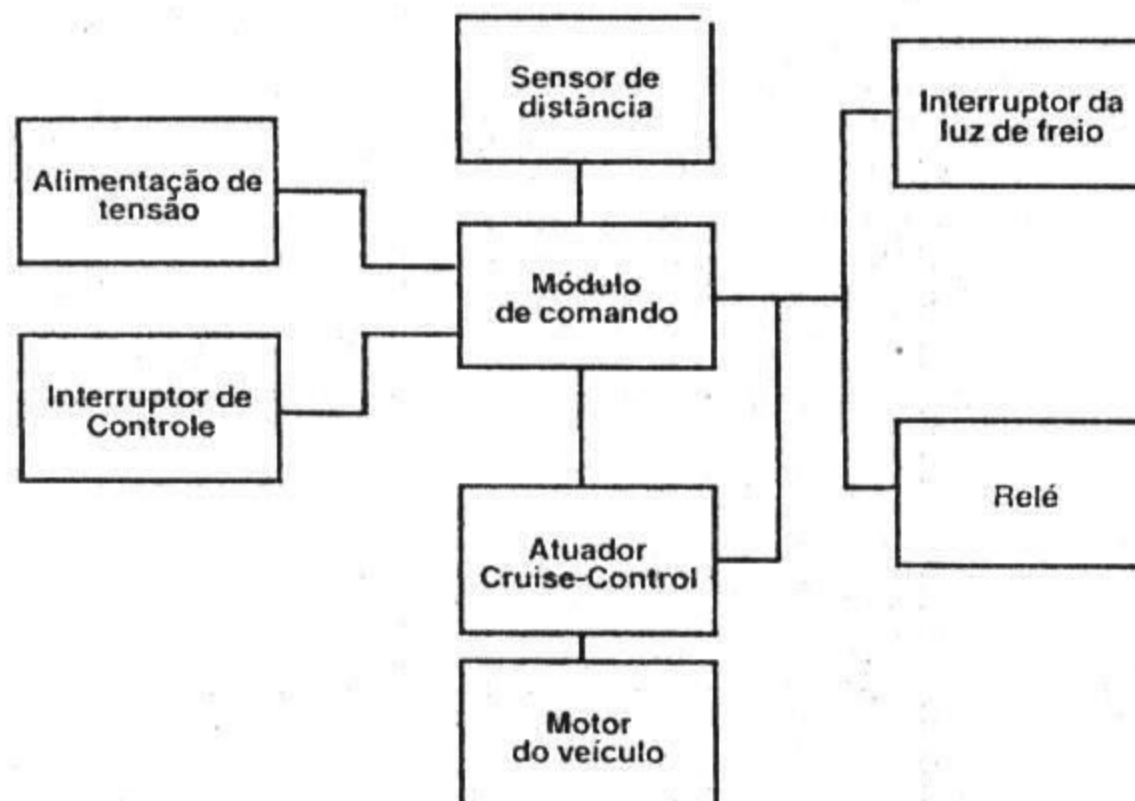 Sensor de
distância
Interruptor da
luz de freio
Alimentação de
tensão
Módulo
de comando
Interruptor de
Controle
Relé
Atuador
Cruise-Control
Motor
do veículo